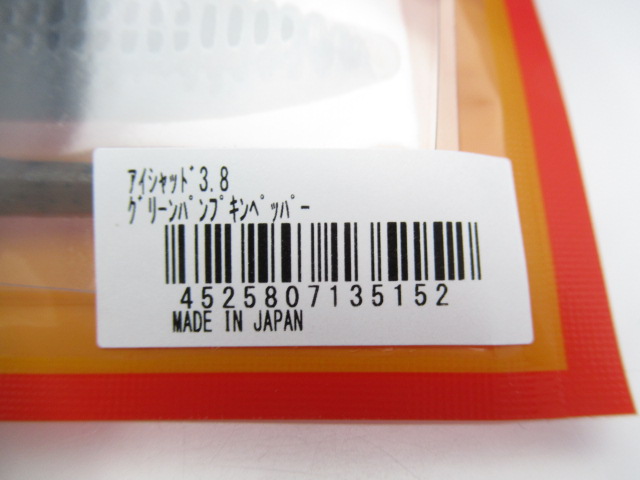 ｱｲｼｬｯﾄﾞ3.8
ｸﾞﾘｰﾝﾊﾟﾝﾌﾟｷﾝﾍﾟｯﾊﾟｰ
4525807135152
MADE IN JAPAN